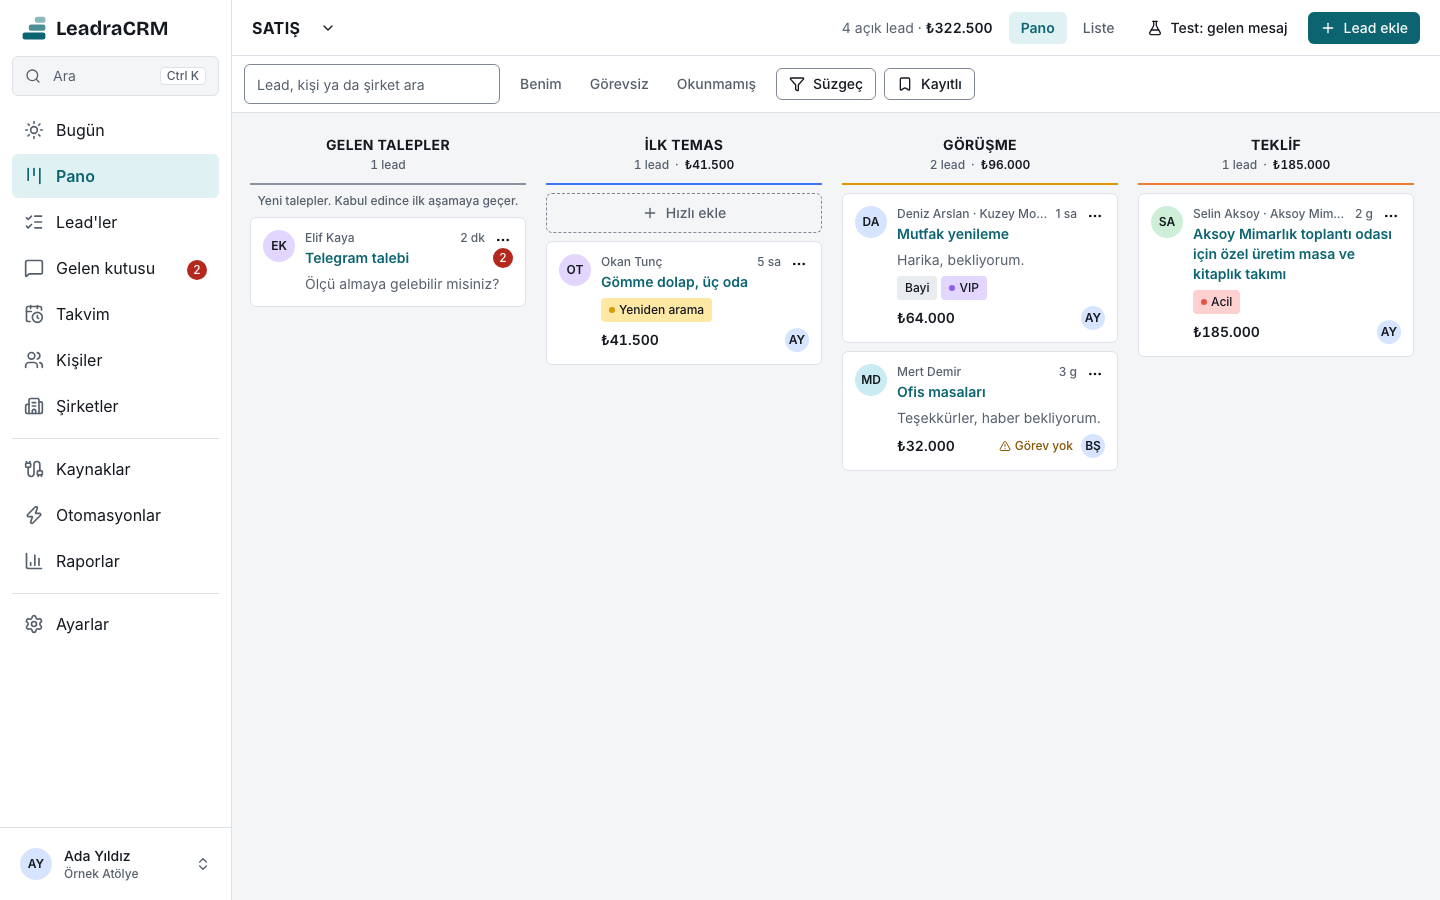 LeadraCRM
Ara
Ctrl K
Bugün
Pano
Lead'ler
Gelen kutusu
2
Takvim
Kişiler
Şirketler
Kaynaklar
Otomasyonlar
Raporlar
Ayarlar
AY
Ada Yıldız
Örnek Atölye
SATIŞ
4 açık lead · ₺322.500
Pano
Liste
Test: gelen mesaj
Lead ekle
Lead, kişi ya da şirket ara
Benim
Görevsiz
Okunmamış
Süzgeç
Kayıtlı
GELEN TALEPLER
1 lead
Yeni talepler. Kabul edince ilk aşamaya geçer.
EK
Elif Kaya
2 dk
Telegram talebi
2
Ölçü almaya gelebilir misiniz?
İLK TEMAS
1 lead · ₺41.500
Hızlı ekle
OT
Okan Tunç
5 sa
Gömme dolap, üç oda
Yeniden arama
₺41.500
AY
GÖRÜŞME
2 lead · ₺96.000
DA
Deniz Arslan · Kuzey Mo...
1 sa
Mutfak yenileme
Harika, bekliyorum.
Bayi
VIP
₺64.000
AY
MD
Mert Demir
3 g
Ofis masaları
Teşekkürler, haber bekliyorum.
₺32.000
Görev yok
BŞ
TEKLİF
1 lead · ₺185.000
SA
Selin Aksoy · Aksoy Mim...
2 g
Aksoy Mimarlık toplantı odası
için özel üretim masa ve
kitaplık takımı
Acil
₺185.000
AY